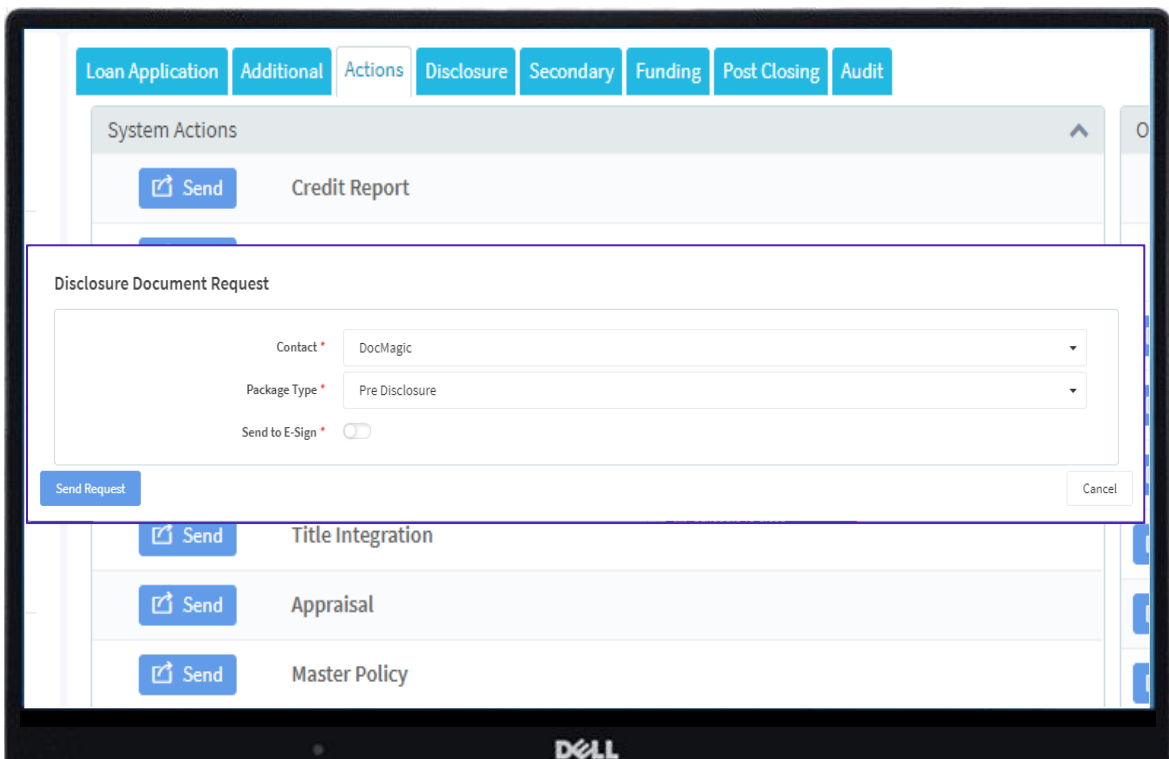 Loan Application Additional Actions Disclosure Secondary Funding Post Closing Audit
System Actions
Send Credit Report
Disclosure Document Request
Contact * DocMagic
Package Type * Pre Disclosure
Send to E-Sign *
Send Request Cancel
Send Title Integration
Send Appraisal
Send Master Policy
DELL